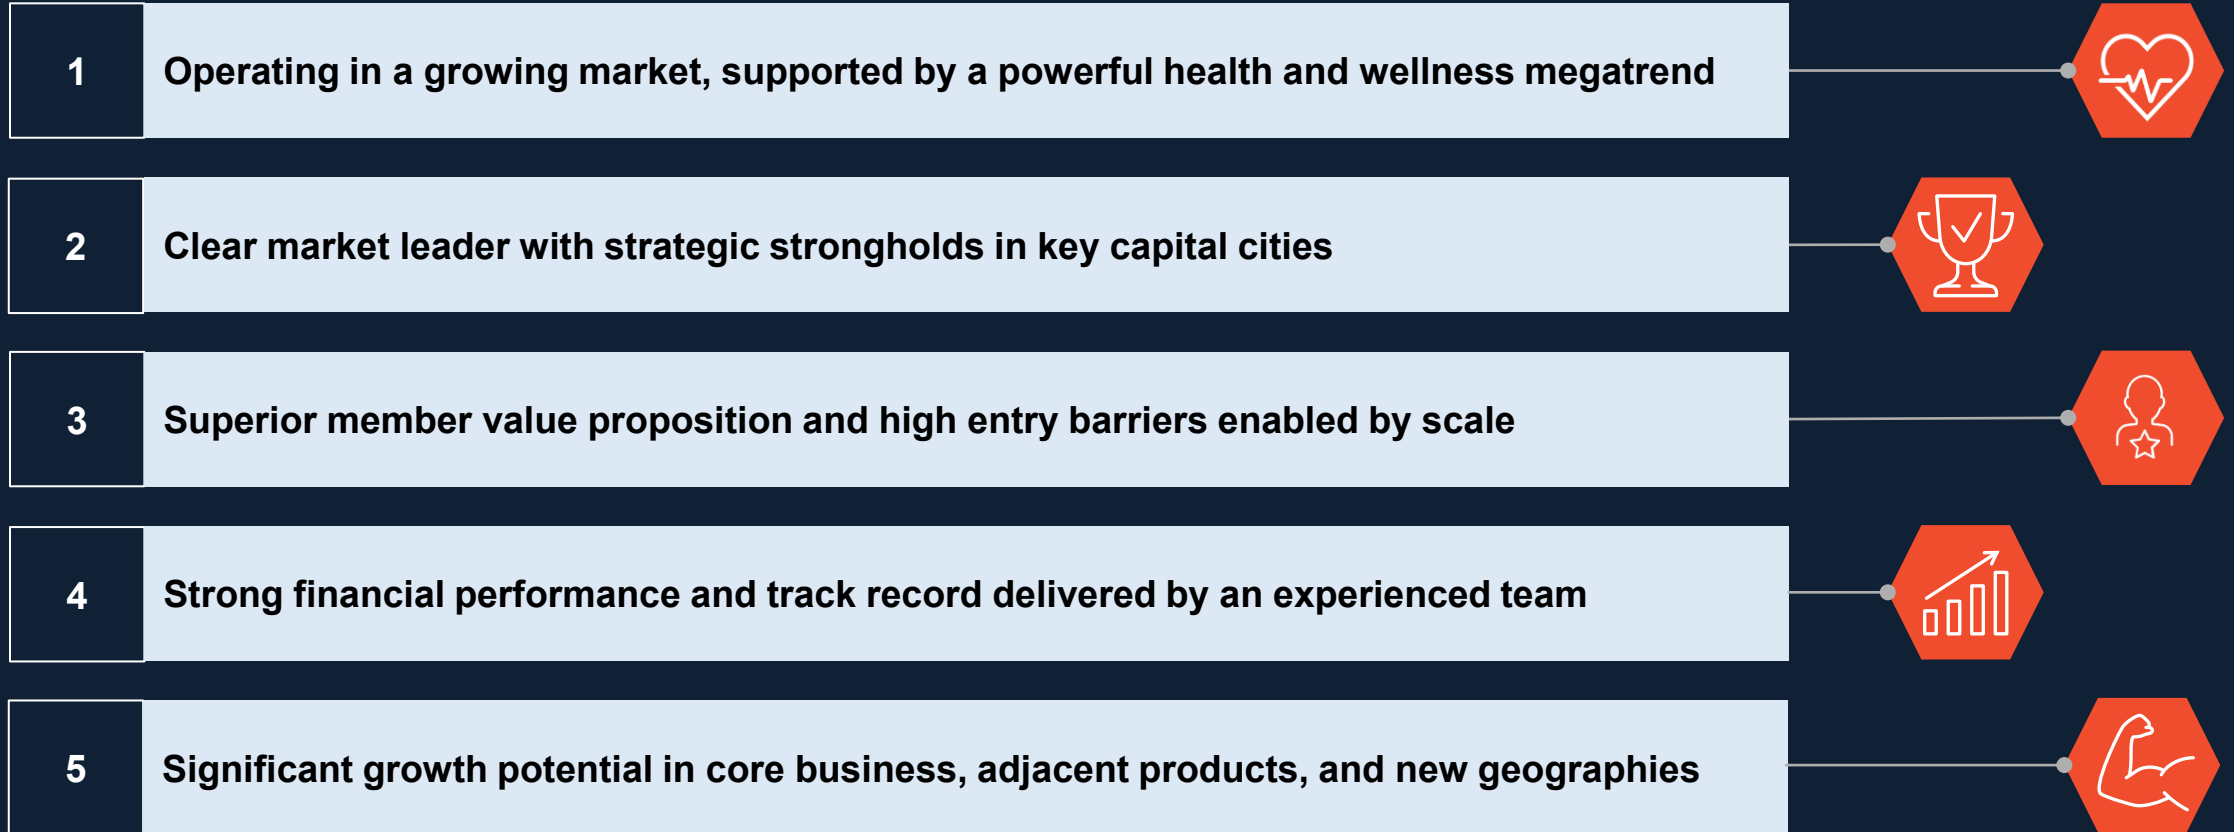 1
Operating in a growing market, supported by a powerful health and wellness megatrend
2
Clear market leader with strategic strongholds in key capital cities
3
Superior member value proposition and high entry barriers enabled by scale
4
Strong financial performance and track record delivered by an experienced team
5
Significant growth potential in core business, adjacent products, and new geographies